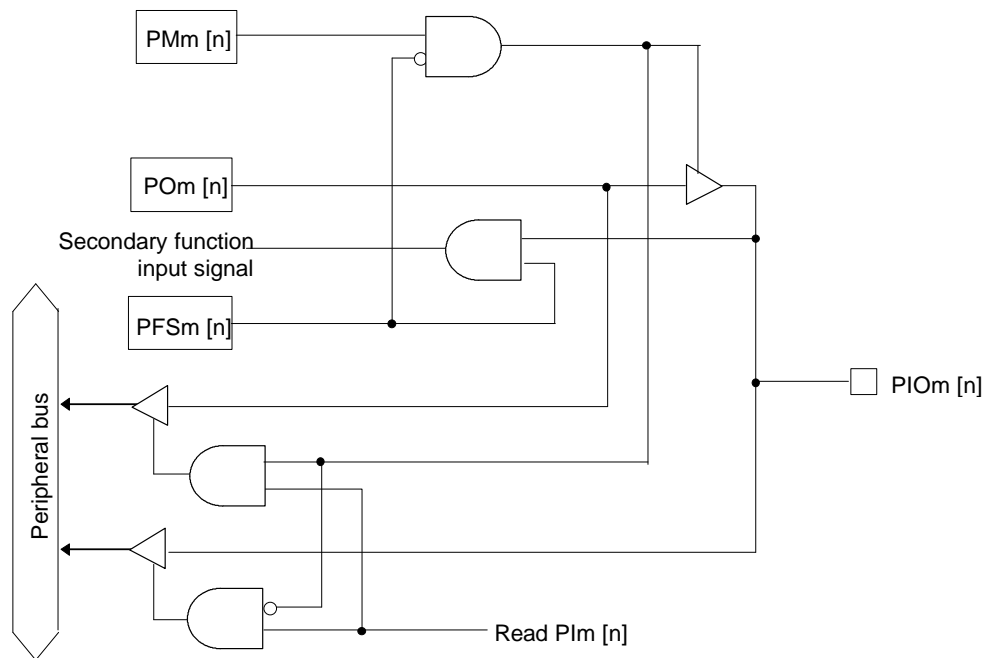 PMm [n]
POm [n]
Secondary function
input signal
PFSm [n]
PIOm [n]
Peripheral bus
Read PIm [n]